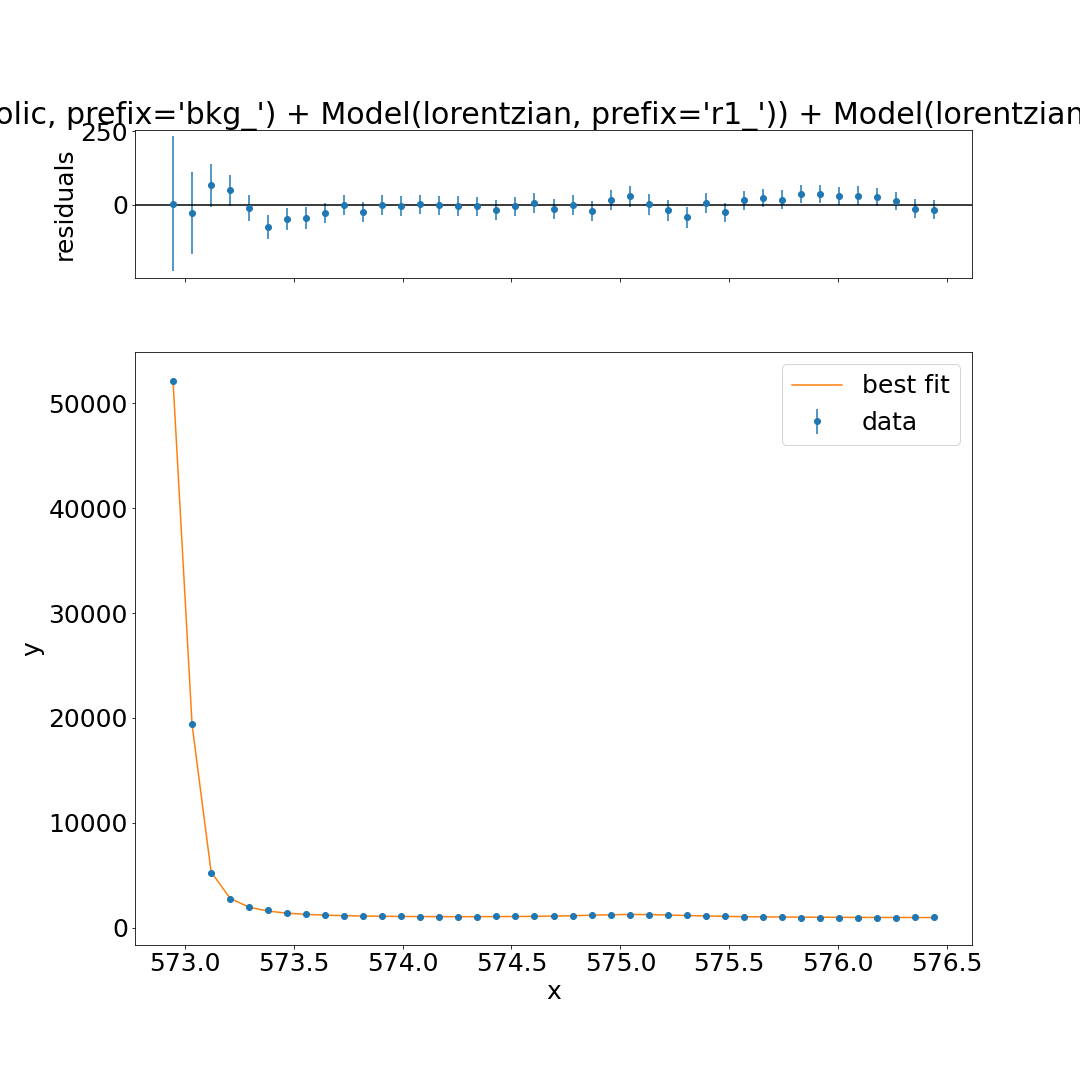 olic, prefix='bkg_') + Model(lorentzian, prefix='r1_')) + Model(lorentzian
250
0
residuals
50000
40000
30000
20000
10000
0
y
best fit
data
573.0 573.5 574.0 574.5 575.0 575.5 576.0 576.5
x